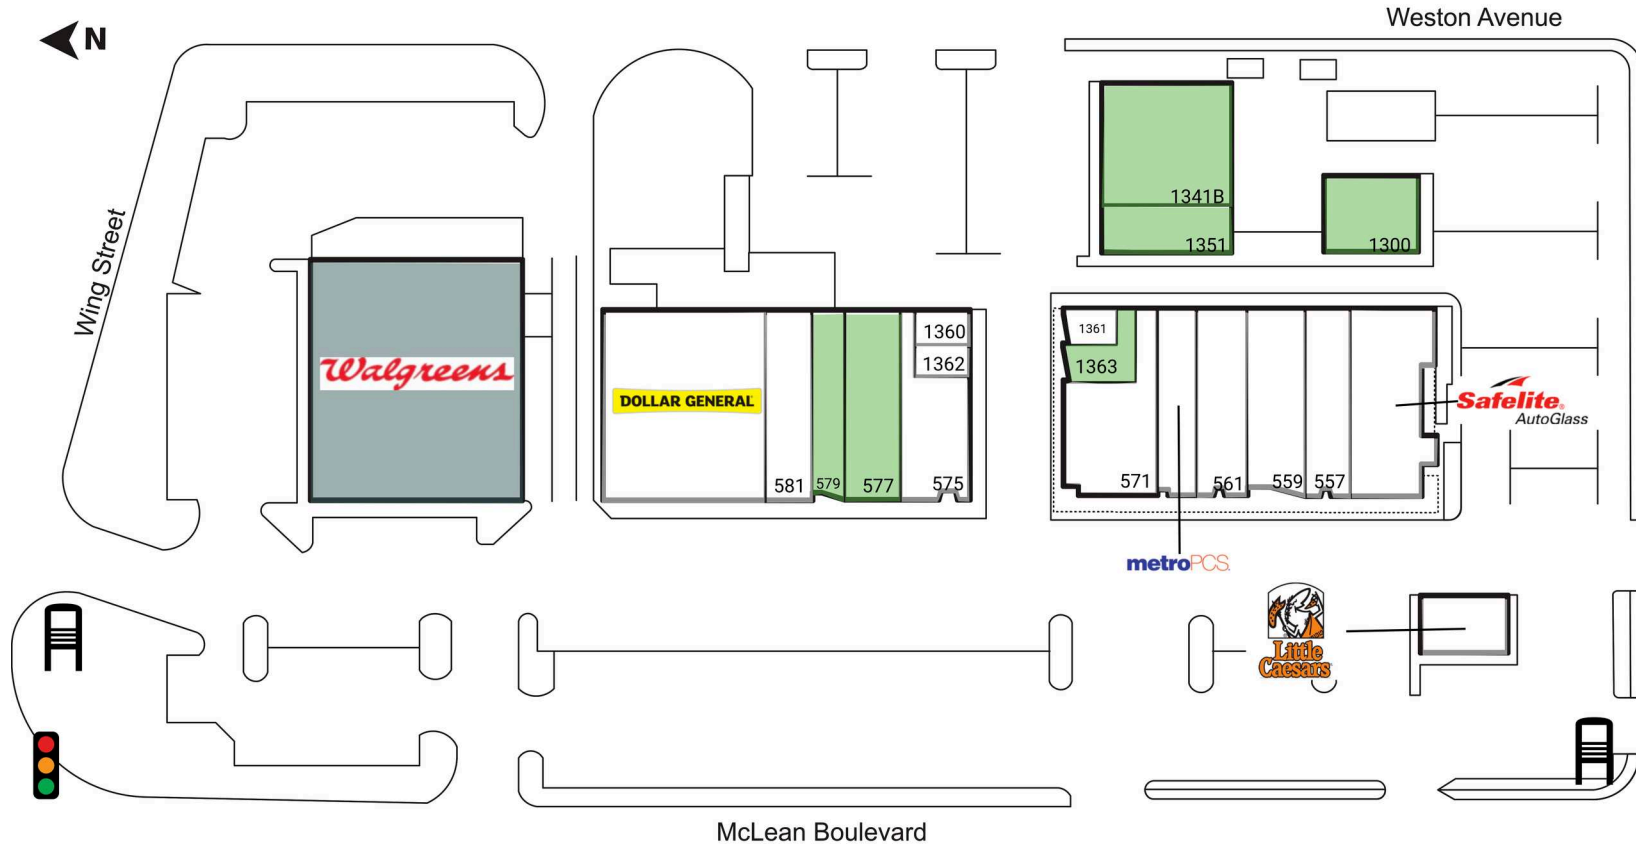 Weston Avenue
N
Wing Street
1341B
1351
1300
Walgreens
DOLLAR GENERAL
581
579
577
575
1360
1362
1361
1363
571
561
559
557
Safelite®
AutoGlass
metroPCS.
Little
Caesars
McLean Boulevard